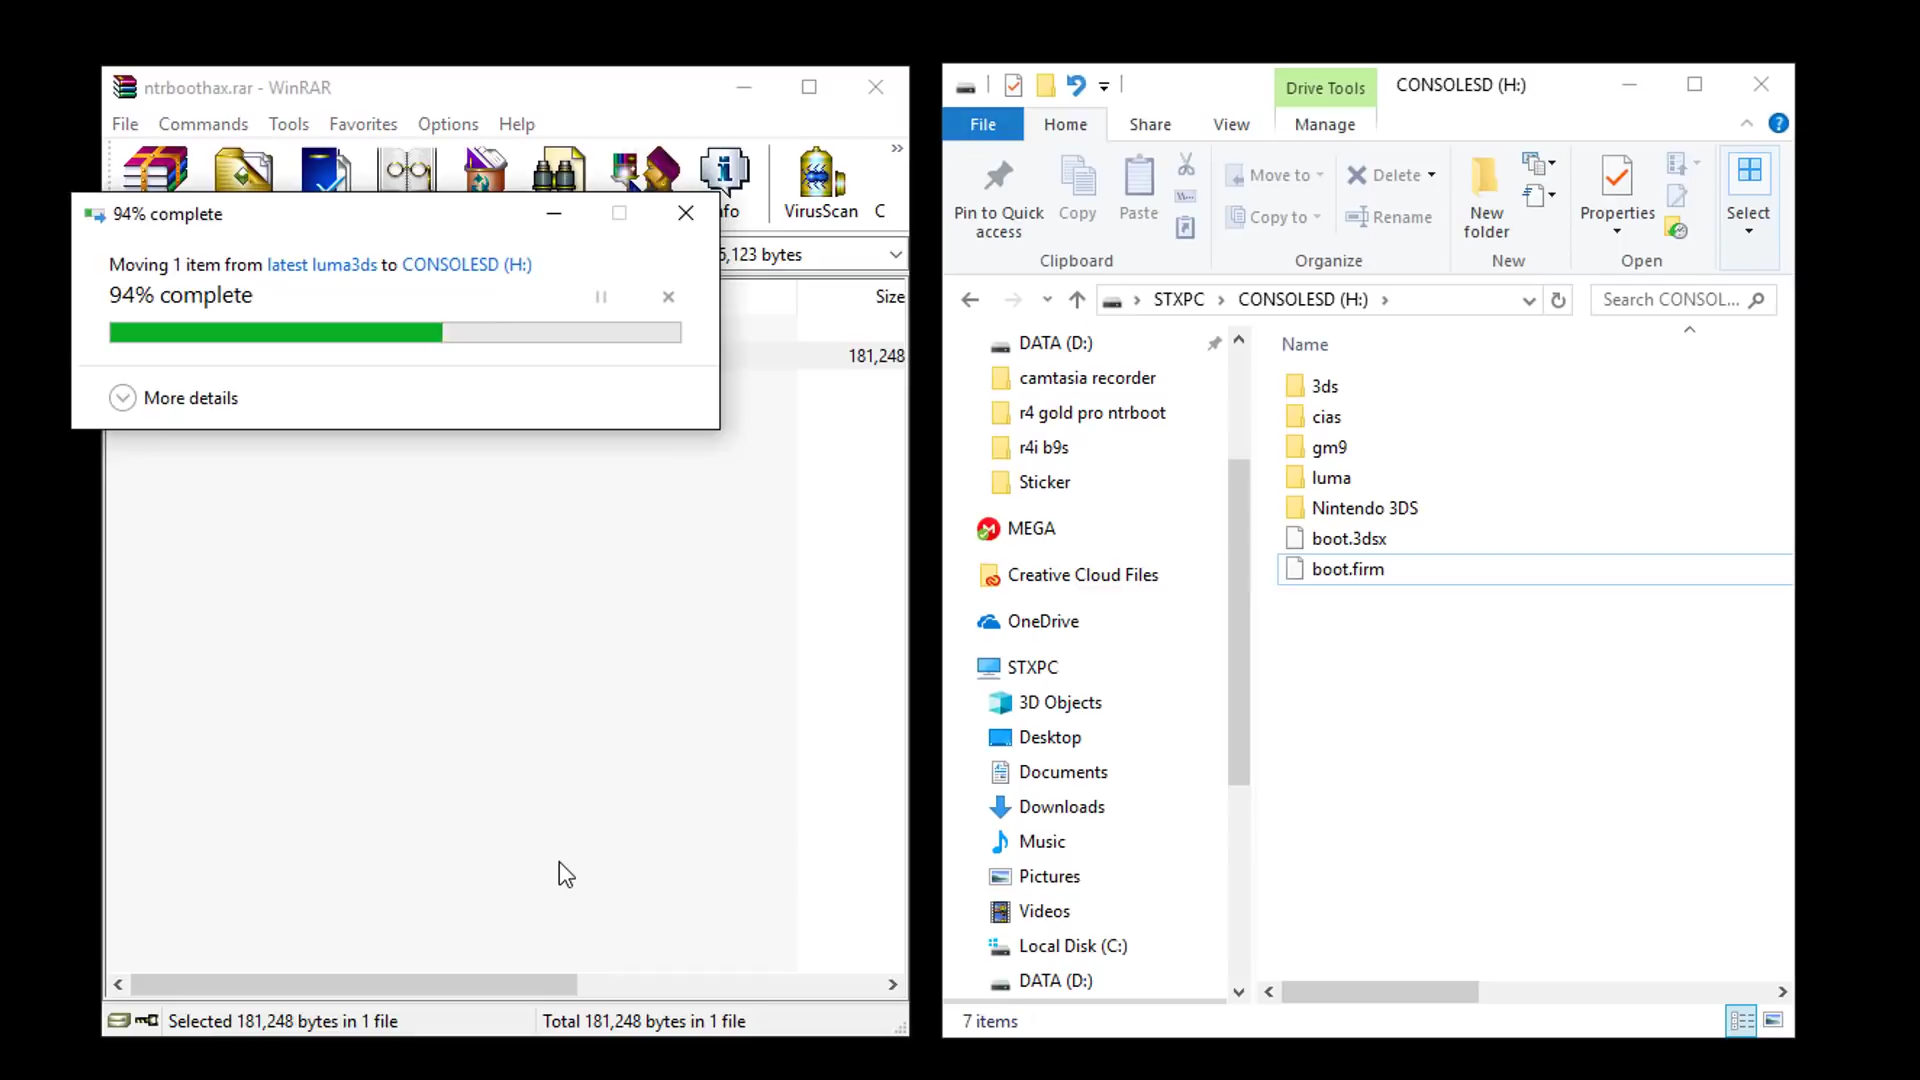 ntrboothax.rar - WinRAR
File Commands Tools Favorites Options Help
VirusScan C
94% complete
Moving 1 item from latest luma3ds to CONSOLESD (H:)
94% complete
More details
,123 bytes
Size
181,248
Selected 181,248 bytes in 1 file
Total 181,248 bytes in 1 file
Drive Tools
CONSOLESD (H:)
File Home Share View Manage
Pin to Quick access
Copy
Paste
Clipboard
Move to
Copy to
Delete
Rename
Organize
New folder
New
Properties
Open
Select
STXPC > CONSOLESD (H:) >
Search CONSOL...
DATA (D:)
camtasia recorder
r4 gold pro ntrboot
r4i b9s
Sticker
MEGA
Creative Cloud Files
OneDrive
STXPC
3D Objects
Desktop
Documents
Downloads
Music
Pictures
Videos
Local Disk (C:)
DATA (D:)
Name
3ds
cias
gm9
luma
Nintendo 3DS
boot.3dsx
boot.firm
7 items